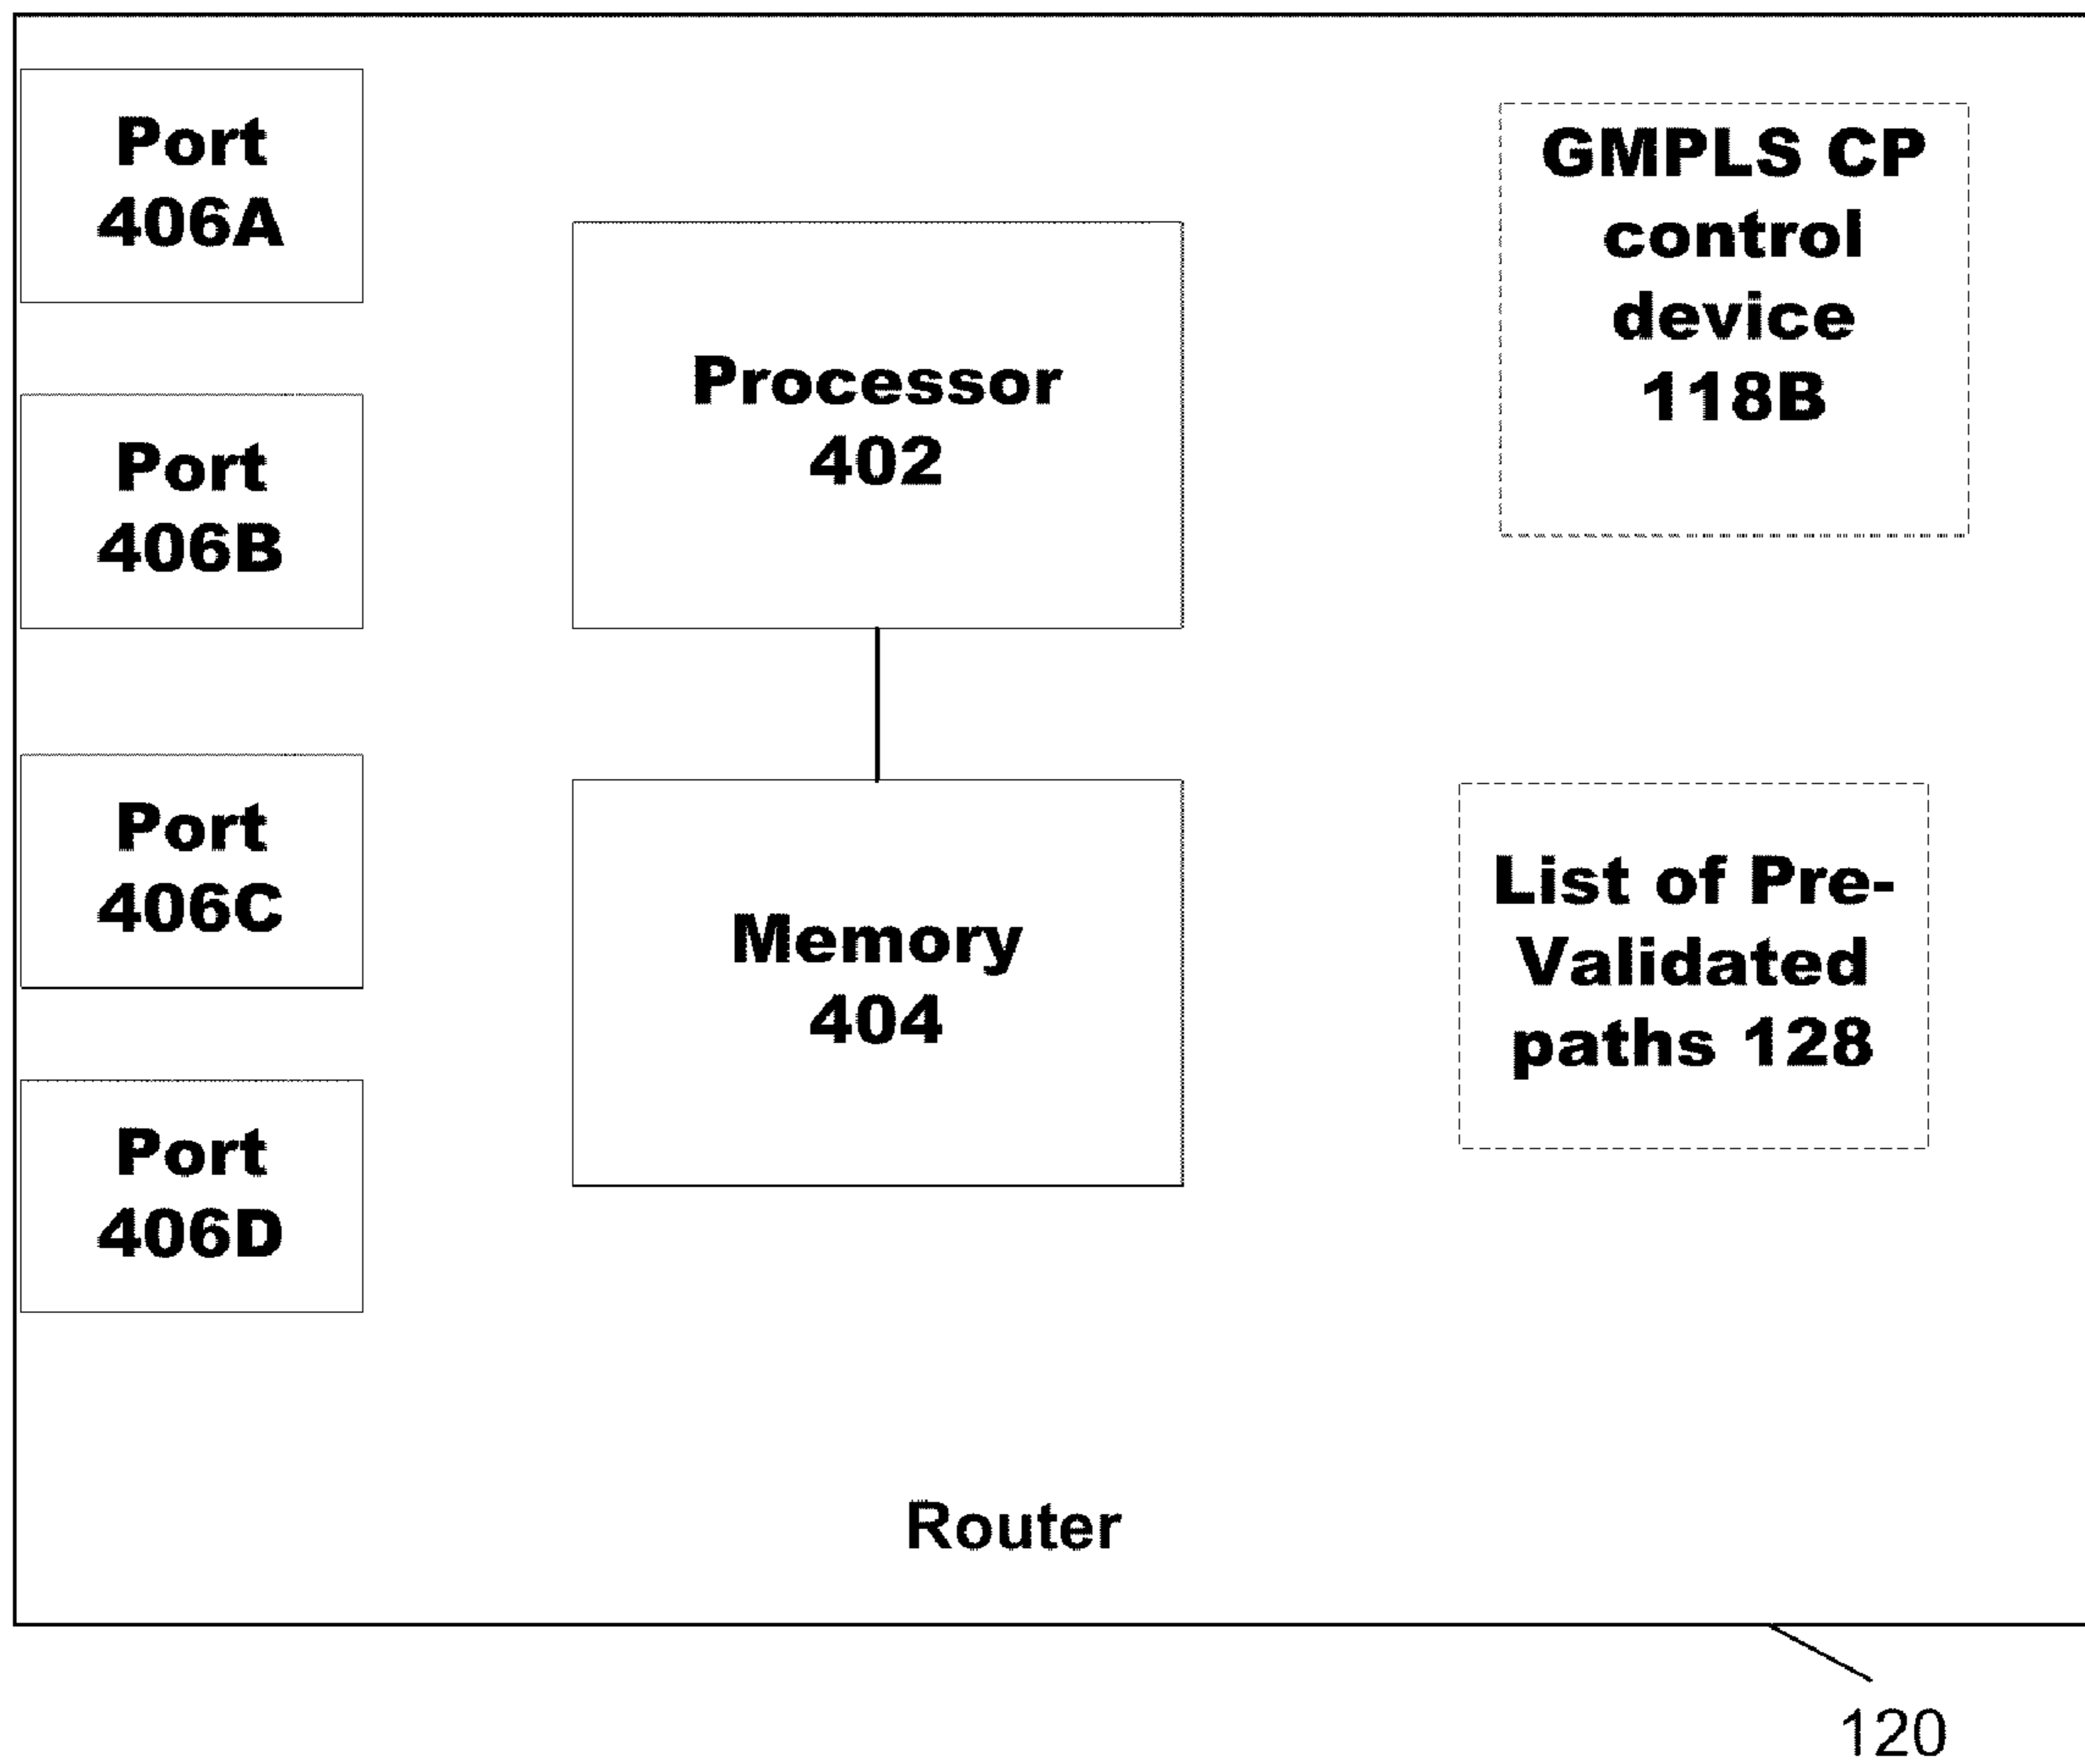 Port
406A
Port
406B
Port
406C
Port
406D
Processor
402
Memory
404
GMPLS CP
control
device
118B
List of Pre-
Validated
paths 128
Router
120